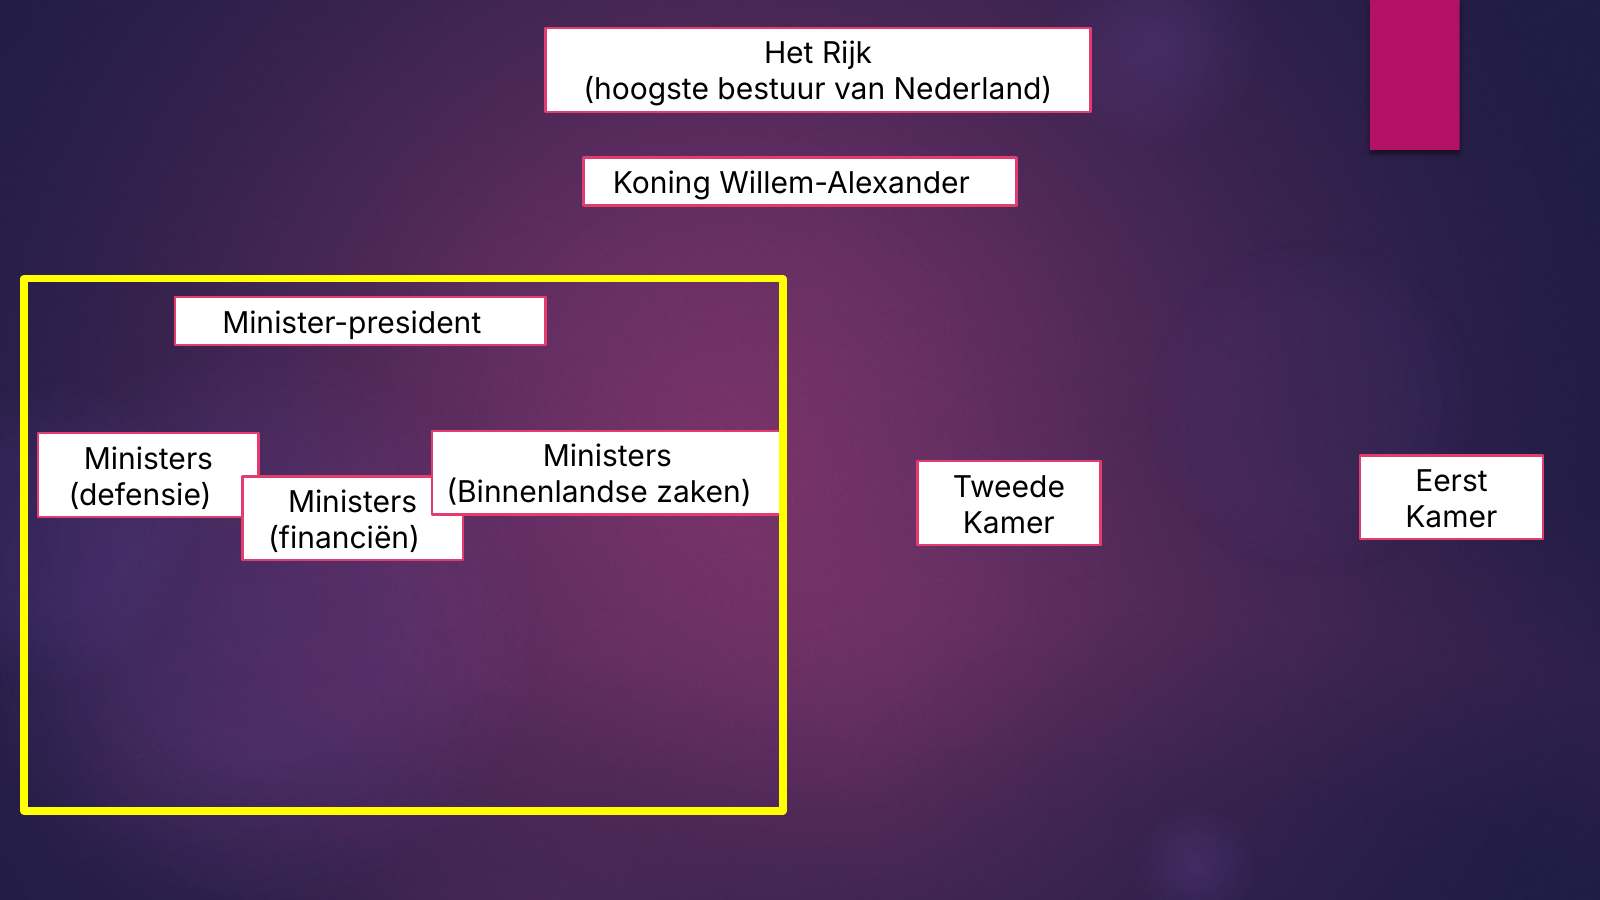 Het Rijk
(hoogste bestuur van Nederland)
Koning Willem-Alexander
Minister-president
Ministers
(defensie)
Ministers
(financiën)
Ministers
(Binnenlandse zaken)
Tweede
Kamer
Eerst
Kamer